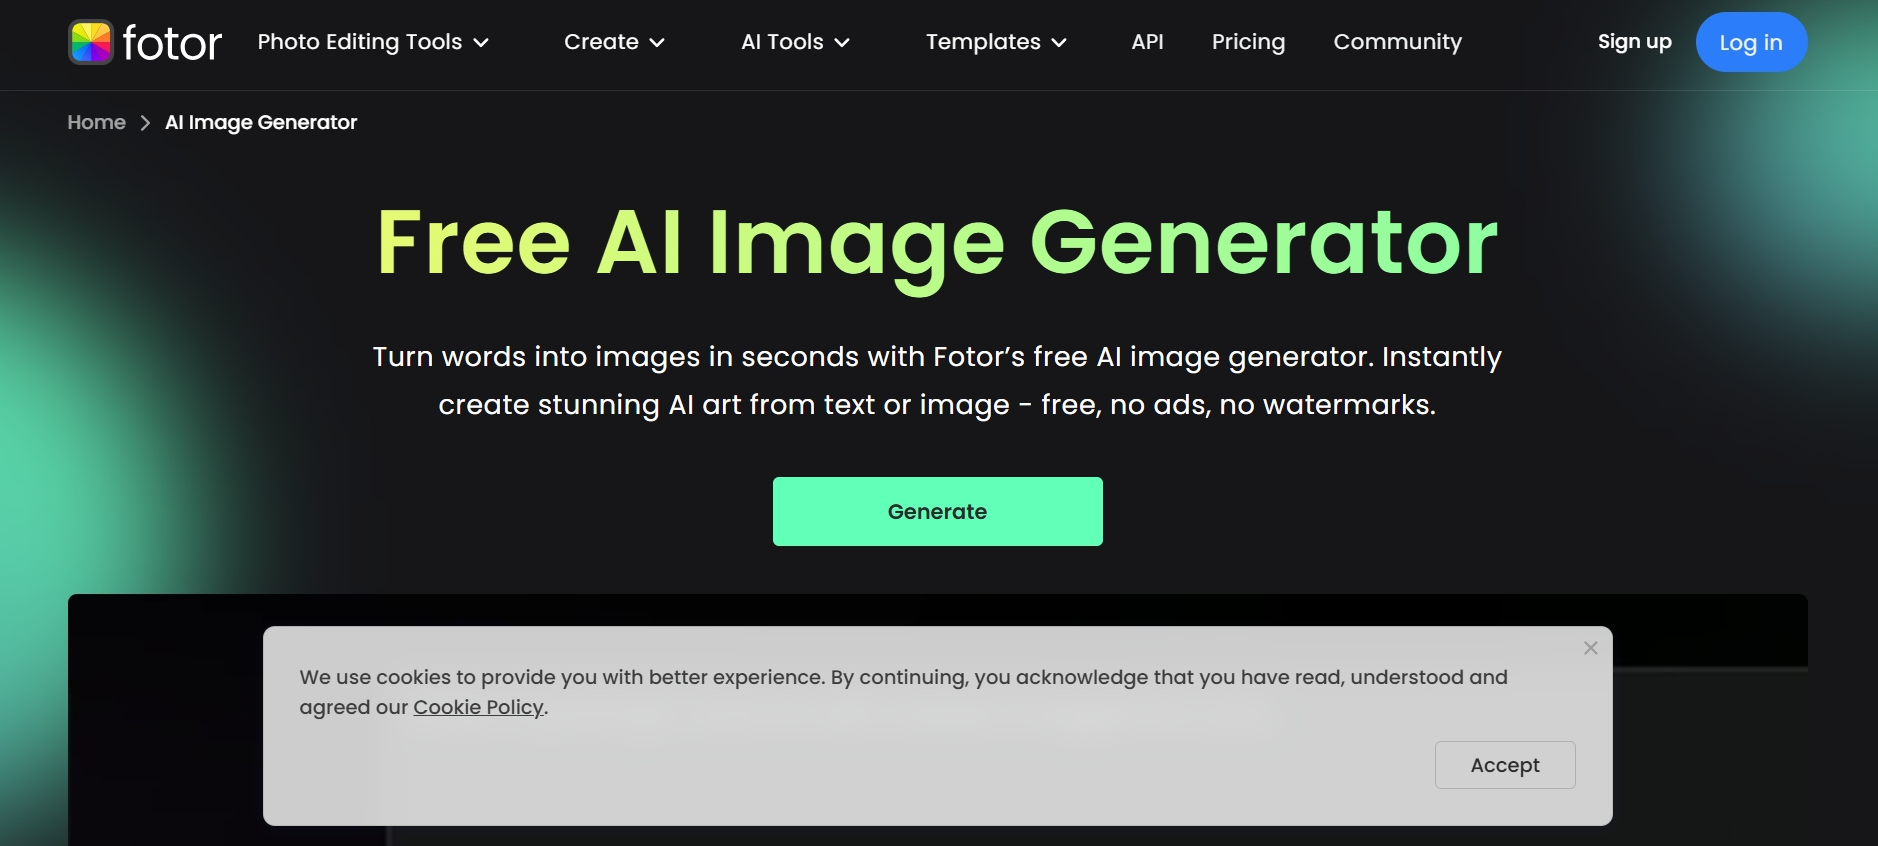 fotor
Photo Editing Tools
Create
AI Tools
Templates
API
Pricing
Community
Sign up
Log in
Home
AI Image Generator
Free AI Image Generator
Turn words into images in seconds with Fotor’s free AI image generator. Instantly
create stunning AI art from text or image - free, no ads, no watermarks.
Generate
We use cookies to provide you with better experience. By continuing, you acknowledge that you have read, understood and
agreed our Cookie Policy.
Accept